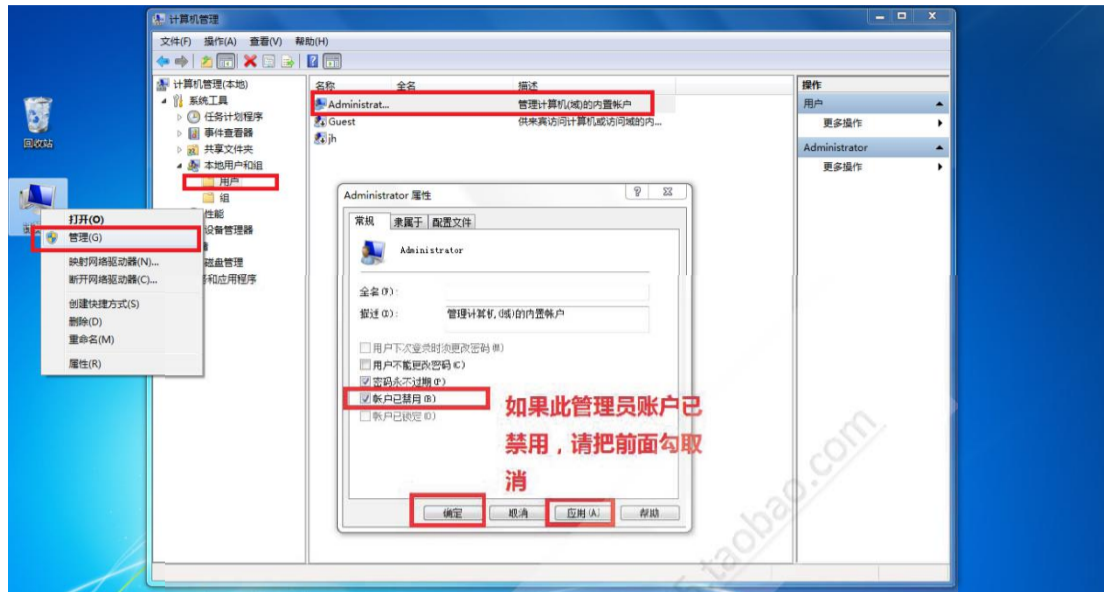 计算机管理
文件(F) 操作(A) 查看(V) 帮助(H)
计算机管理(本地)
系统工具
任务计划程序
事件查看器
共享文件夹
本地用户和组
用户
组
性能
设备管理器
磁盘管理
和应用程序
名称 全名 描述
Administrat... 管理计算机(域)的内置帐户
Guest 供来宾访问计算机或访问域的内...
jh
操作
用户
更多操作
Administrator
更多操作
回收站
打开(O)
管理(G)
映射网络驱动器(N)...
断开网络驱动器(C)...
创建快捷方式(S)
删除(D)
重命名(M)
属性(R)
Administrator 属性
常规 隶属于 配置文件
Administrator
全名(F):
描述(D): 管理计算机(域)的内置帐户
用户下次登录时须更改密码(M)
用户不能更改密码(C)
密码永不过期(P)
帐户已禁用(B)
帐户已锁定(O)
确定 取消 应用(A) 帮助
如果此管理员账户已
禁用，请把前面勾取
消
taobao.com